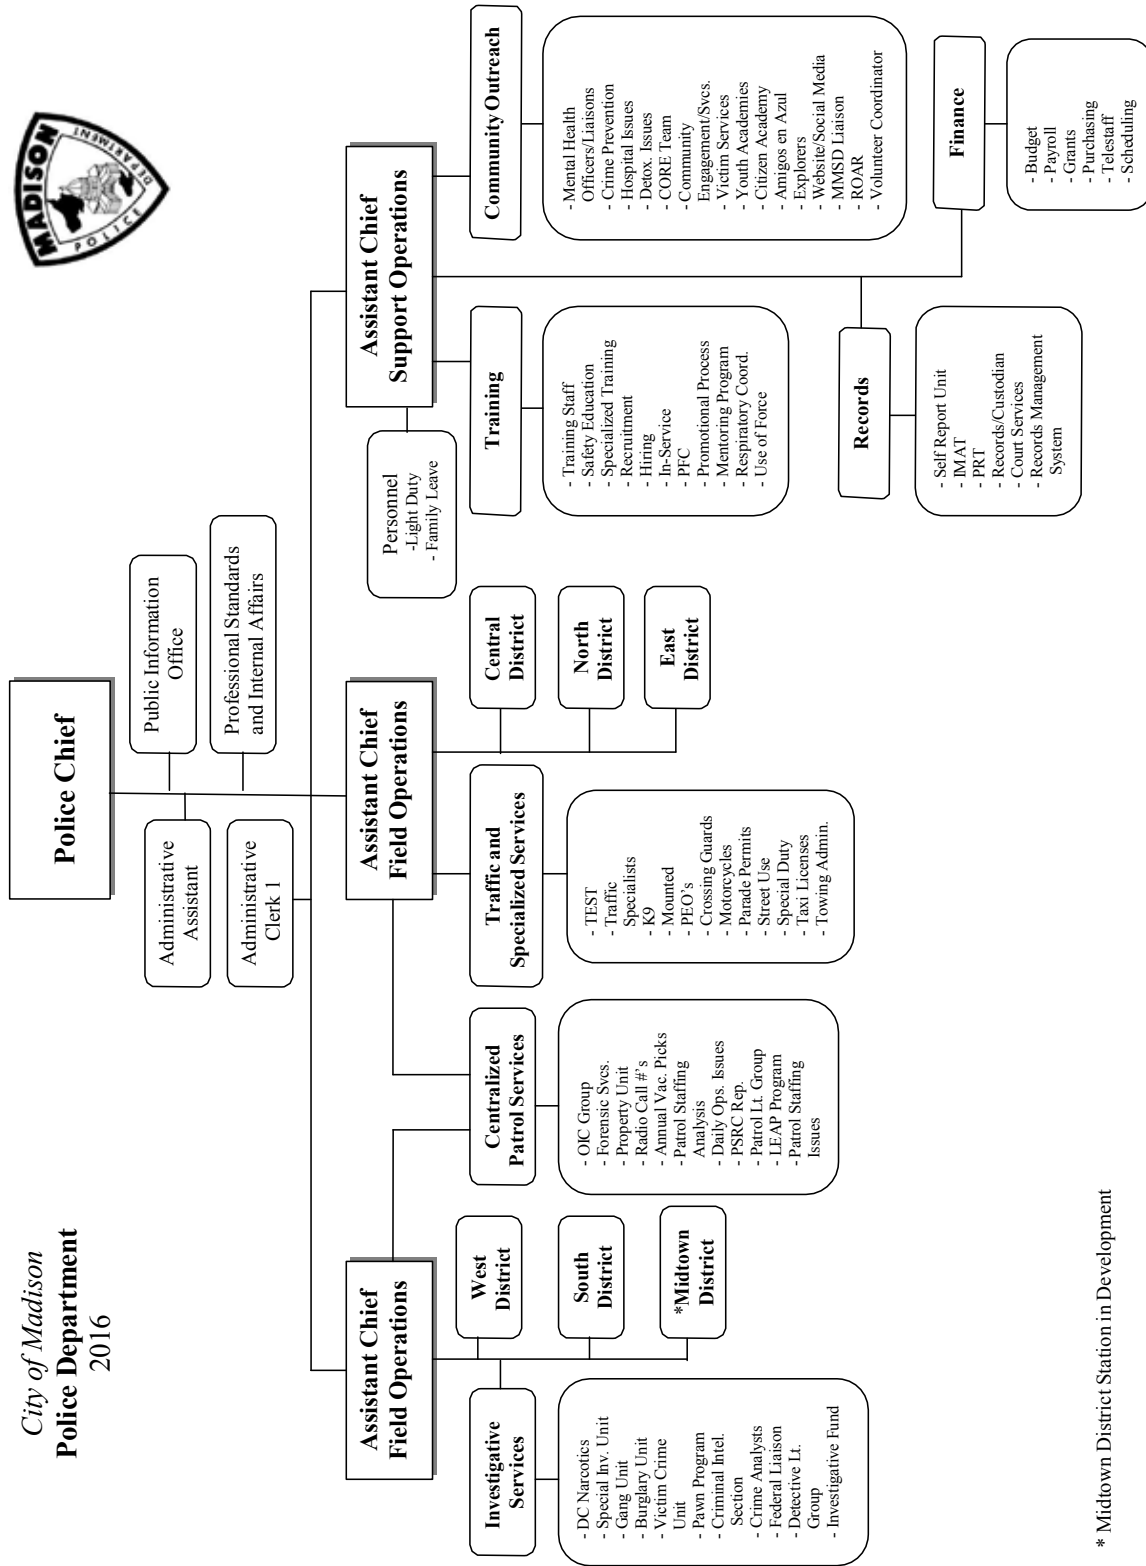 City of Madison
Police Department
2016
MADISON
POLICE
DEPARTMENT
Police Chief
Public Information
Office
Administrative
Assistant
Professional Standards
and Internal Affairs
Administrative
Clerk 1
Assistant Chief
Field Operations
Assistant Chief
Field Operations
Assistant Chief
Support Operations
Personnel
-Light Duty
- Family Leave
Investigative
Services
- DC Narcotics
- Special Inv. Unit
- Gang Unit
- Burglary Unit
- Victim Crime
Unit
- Pawn Program
- Criminal Intel.
Section
- Crime Analysts
- Federal Liaison
- Detective Lt.
Group
- Investigative Fund
West
District
South
District
*Midtown
District
Centralized
Patrol Services
- OIC Group
- Forensic Svcs.
- Property Unit
- Radio Call #'s
- Annual Vac. Picks
- Patrol Staffing
Analysis
- Daily Ops. Issues
- PSRC Rep.
- Patrol Lt. Group
- LEAP Program
- Patrol Staffing
Issues
Traffic and
Specialized Services
- TEST
- Traffic
Specialists
- K9
- Mounted
- PEO's
- Crossing Guards
- Motorcycles
- Parade Permits
- Street Use
- Special Duty
- Taxi Licenses
- Towing Admin.
Central
District
North
District
East
District
Training
- Training Staff
- Safety Education
- Specialized Training
- Recruitment
- Hiring
- In-Service
- PFC
- Promotional Process
- Mentoring Program
- Respiratory Coord.
- Use of Force
Community Outreach
- Mental Health
Officers/Liaisons
- Crime Prevention
- Hospital Issues
- Detox. Issues
- CORE Team
- Community
Engagement/Svcs.
- Victim Services
- Youth Academies
- Citizen Academy
- Amigos en Azul
- Explorers
- Website/Social Media
- MMSD Liaison
- ROAR
- Volunteer Coordinator
Records
- Self Report Unit
- IMAT
- PRT
- Records/Custodian
- Court Services
- Records Management
System
Finance
- Budget
- Payroll
- Grants
- Purchasing
- Telestaff
- Scheduling
* Midtown District Station in Development